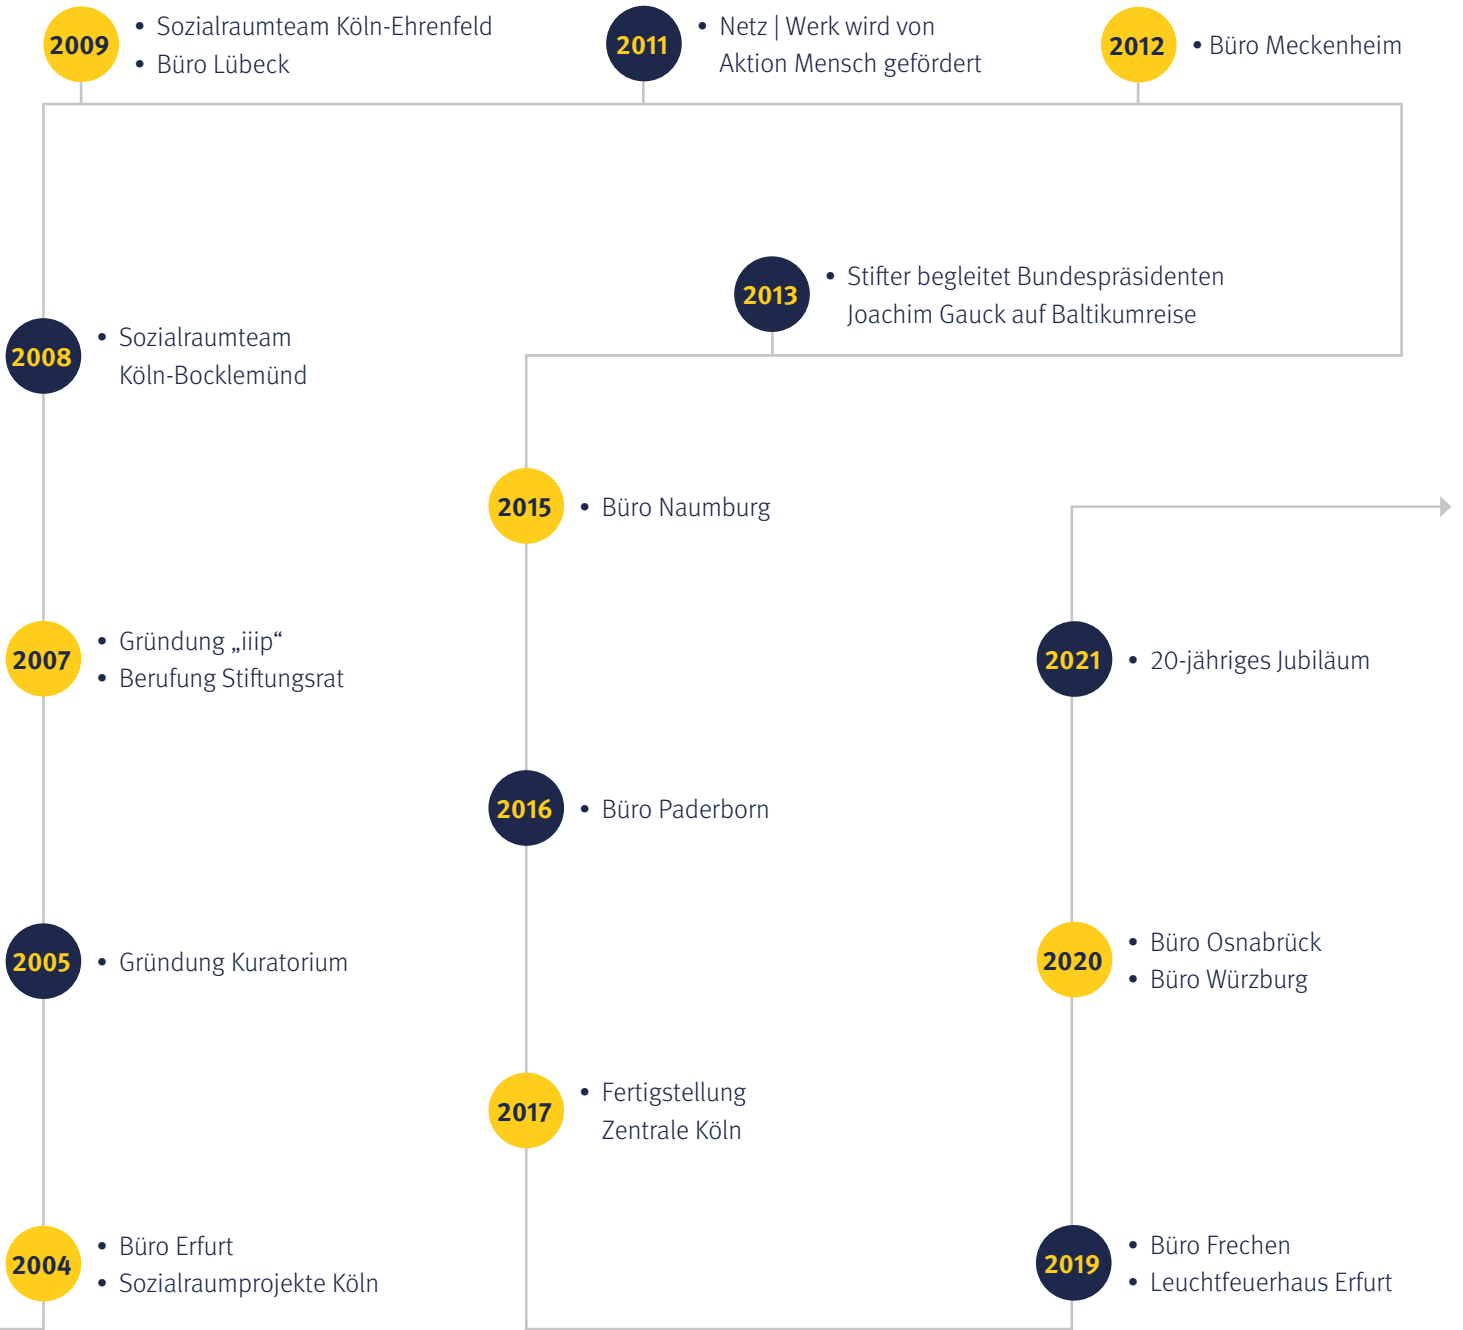 2009
• Sozialraumteam Köln-Ehrenfeld
• Büro Lübeck
2011
• Netz | Werk wird von
Aktion Mensch gefördert
2012
• Büro Meckenheim
2013
• Stifter begleitet Bundespräsidenten
Joachim Gauck auf Baltikumreise
2008
• Sozialraumteam
Köln-Bocklemünd
2015
• Büro Naumburg
2007
• Gründung „iiip“
• Berufung Stiftungsrat
2021
• 20-jähriges Jubiläum
2016
• Büro Paderborn
2005
• Gründung Kuratorium
2020
• Büro Osnabrück
• Büro Würzburg
2017
• Fertigstellung
Zentrale Köln
2004
• Büro Erfurt
• Sozialraumprojekte Köln
2019
• Büro Frechen
• Leuchtfeuerhaus Erfurt